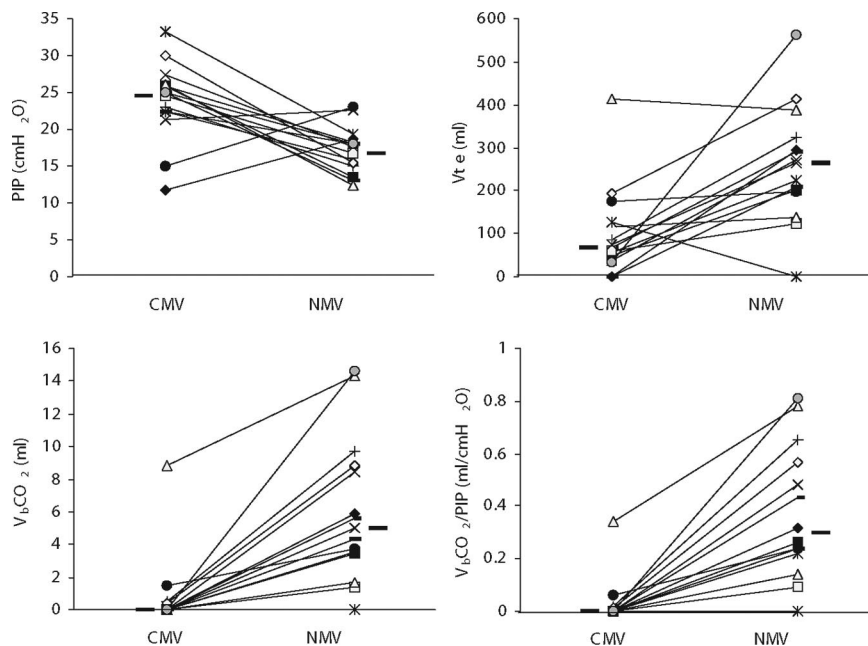 PIP (cmH ₂O)
35
30
25
20
15
10
5
0
CMV
NMV
Vt e (ml)
600
500
400
300
200
100
0
CMV
NMV
V b CO ₂ (ml)
16
14
12
10
8
6
4
2
0
CMV
NMV
V b CO ₂/PIP (ml/cmH ₂O)
1
0.8
0.6
0.4
0.2
0
CMV
NMV